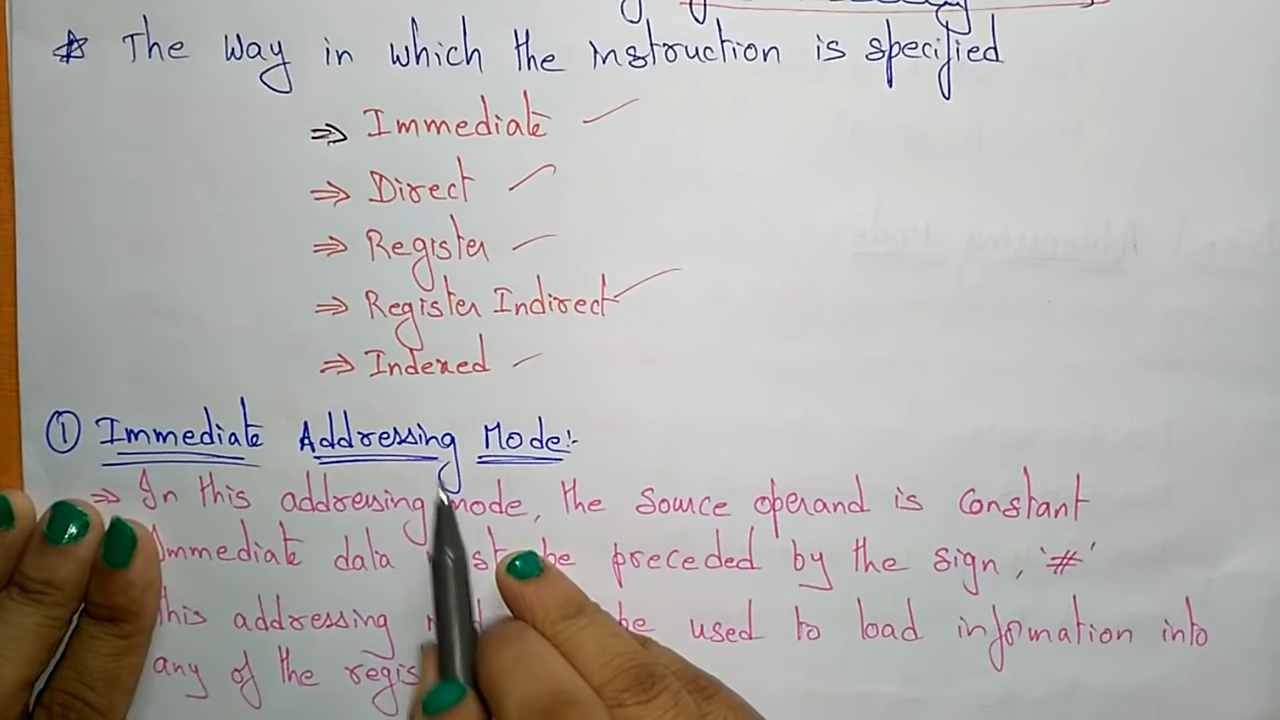 * The way in which the instruction is specified
⇒ Immediate
⇒ Direct
⇒ Register
⇒ Register Indirect
⇒ Indexed
① Immediate Addressing Mode:-
⇒ In this addressing mode, the source operand is constant
Immediate data be preceded by the sign, '#'
this addressing be used to load information into
any of the